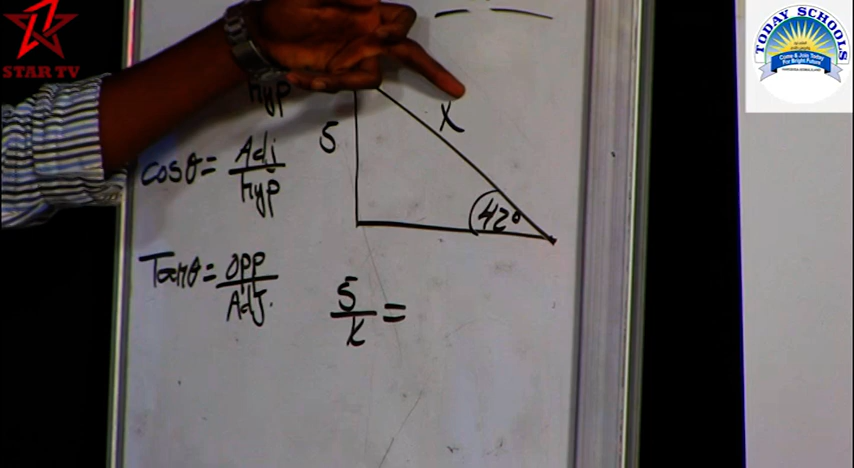 STAR TV
TODAY SCHOOLS
Come & Join Today
For Bright Future
hyp
Cosθ = Adj
hyp
Tanθ = opp
Adj.
5
x
42°
5
x =